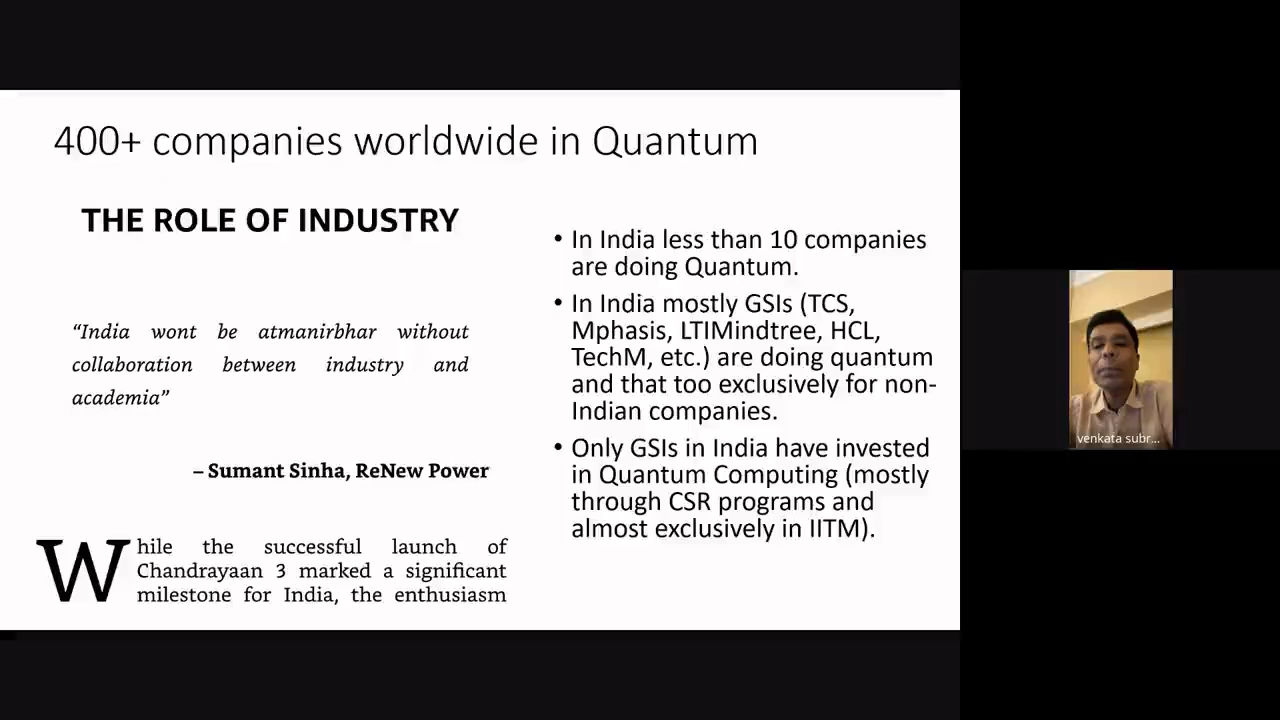 400+ companies worldwide in Quantum
THE ROLE OF INDUSTRY
“India wont be atmanirbhar without
collaboration between industry and
academia”
– Sumant Sinha, ReNew Power
While the successful launch of
Chandrayaan 3 marked a significant
milestone for India, the enthusiasm
• In India less than 10 companies
are doing Quantum.
• In India mostly GSIs (TCS,
Mphasis, LTIMindtree, HCL,
TechM, etc.) are doing quantum
and that too exclusively for non-
Indian companies.
• Only GSIs in India have invested
in Quantum Computing (mostly
through CSR programs and
almost exclusively in IITM).
venkata subr...